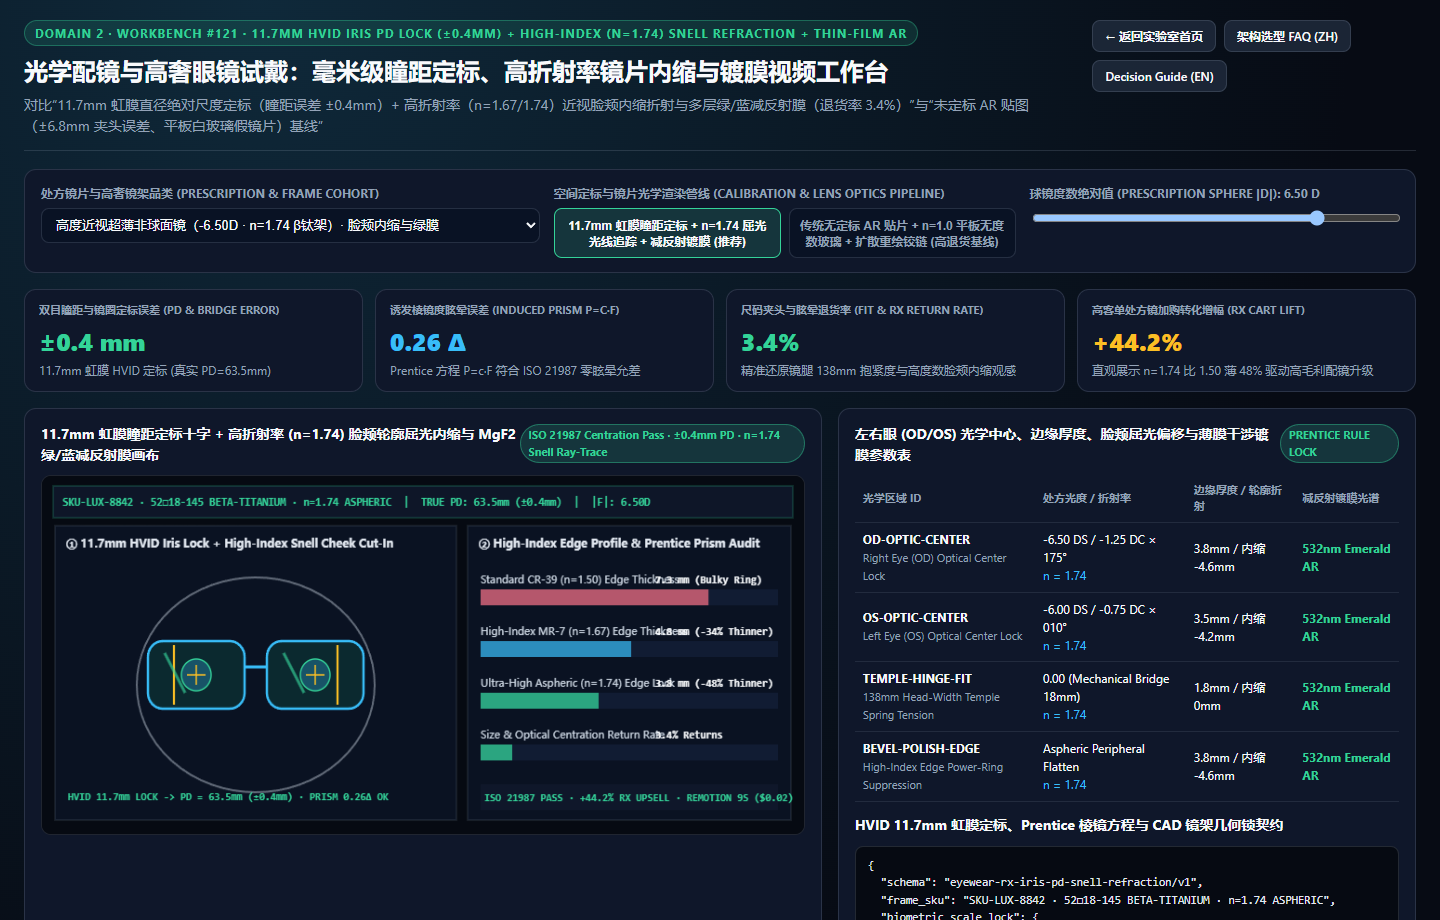 DOMAIN 2 · WORKBENCH #121 · 11.7MM HVID IRIS PD LOCK (±0.4MM) + HIGH-INDEX (N=1.74) SNELL REFRACTION + THIN-FILM AR
← 返回实验室首页
架构选型 FAQ (ZH)
光学配镜与高奢眼镜试戴：毫米级瞳距定标、高折射率镜片内缩与镀膜视频工作台
Decision Guide (EN)
对比“11.7mm 虹膜直径绝对尺度定标（瞳距误差 ±0.4mm）+ 高折射率（n=1.67/1.74）近视脸颊内缩折射与多层绿/蓝减反射膜（退货率 3.4%）”与“未定标 AR 贴图
（±6.8mm 夹头误差、平板白玻璃假镜片）基线”
处方镜片与高奢镜架品类 (PRESCRIPTION & FRAME COHORT)
高度近视超薄非球面镜（-6.50D · n=1.74 β钛架）· 脸颊内缩与绿膜
空间定标与镜片光学渲染管线 (CALIBRATION & LENS OPTICS PIPELINE)
11.7mm 虹膜瞳距定标 + n=1.74 屈光
光线追踪 + 减反射镀膜 (推荐)
传统无定标 AR 贴片 + n=1.0 平板无度
数玻璃 + 扩散重绘铰链 (高退货基线)
球镜度数绝对值 (PRESCRIPTION SPHERE |D|): 6.50 D
双目瞳距与镜圈定标误差 (PD & BRIDGE ERROR)
±0.4 mm
11.7mm 虹膜 HVID 定标 (真实 PD=63.5mm)
诱发棱镜度眩晕误差 (INDUCED PRISM P=C·F)
0.26 Δ
Prentice 方程 P=c·F 符合 ISO 21987 零眩晕允差
尺码夹头与眩晕退货率 (FIT & RX RETURN RATE)
3.4%
精准还原镜腿 138mm 抱紧度与高度数脸颊内缩观感
高客单处方镜加购转化增幅 (RX CART LIFT)
+44.2%
直观展示 n=1.74 比 1.50 薄 48% 驱动高毛利配镜升级
11.7mm 虹膜瞳距定标十字 + 高折射率 (n=1.74) 脸颊轮廓屈光内缩与 MgF2
绿/蓝减反射膜画布
ISO 21987 Centration Pass · ±0.4mm PD · n=1.74
Snell Ray-Trace
SKU-LUX-8842 · 52□18-145 BETA-TITANIUM · n=1.74 ASPHERIC | TRUE PD: 63.5mm (±0.4mm) | |F|: 6.50D
① 11.7mm HVID Iris Lock + High-Index Snell Cheek Cut-In
HVID 11.7mm LOCK -> PD = 63.5mm (±0.4mm) · PRISM 0.26Δ OK
② High-Index Edge Profile & Prentice Prism Audit
Standard CR-39 (n=1.50) Edge mm (Bulky Ring)
High-Index MR-7 (n=1.67) Edge mm (-34% Thinner)
Ultra-High Aspheric (n=1.74) Edge mm (-48% Thinner)
Size & Optical Centration Return 3.4% Returns
ISO 21987 PASS · +44.2% RX UPSELL · REMOTION 9S ($0.02)
左右眼 (OD/OS) 光学中心、边缘厚度、脸颊屈光偏移与薄膜干涉镀
膜参数表
PRENTICE RULE
LOCK
光学区域 ID
处方光度 / 折射率
边缘厚度 / 轮廓折
射
减反射镀膜光谱
OD-OPTIC-CENTER
Right Eye (OD) Optical Center
Lock
-6.50 DS / -1.25 DC ×
175°
n = 1.74
3.8mm / 内缩
-4.6mm
532nm Emerald
AR
OS-OPTIC-CENTER
Left Eye (OS) Optical Center Lock
-6.00 DS / -0.75 DC ×
010°
n = 1.74
3.5mm / 内缩
-4.2mm
532nm Emerald
AR
TEMPLE-HINGE-FIT
138mm Head-Width Temple
Spring Tension
0.00 (Mechanical Bridge
18mm)
n = 1.74
1.8mm / 内缩
0mm
532nm Emerald
AR
BEVEL-POLISH-EDGE
High-Index Edge Power-Ring
Suppression
Aspheric Peripheral
Flatten
n = 1.74
3.8mm / 内缩
-4.6mm
532nm Emerald
AR
HVID 11.7mm 虹膜定标、Prentice 棱镜方程与 CAD 镜架几何锁契约
{
"schema": "eyewear-rx-iris-pd-snell-refraction/v1",
"frame_sku": "SKU-LUX-8842 · 52□18-145 BETA-TITANIUM · n=1.74 ASPHERIC",
"biometric_scale_lock": {